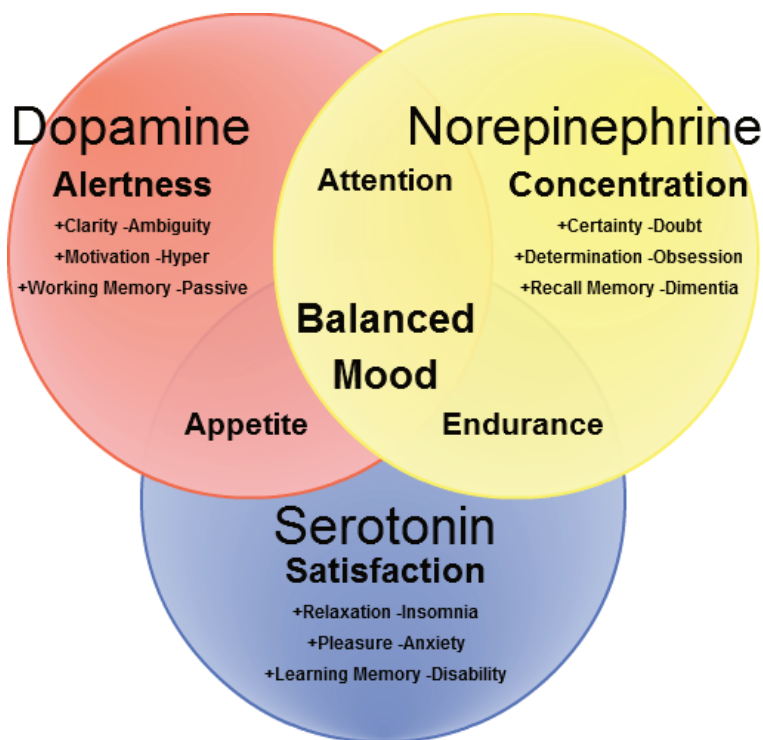 Dopamine
Alertness
+Clarity -Ambiguity
+Motivation -Hyper
+Working Memory -Passive
Attention
Norepinephrine
Concentration
+Certainty -Doubt
+Determination -Obsession
+Recall Memory -Dimentia
Balanced
Mood
Appetite
Endurance
Serotonin
Satisfaction
+Relaxation -Insomnia
+Pleasure -Anxiety
+Learning Memory -Disability